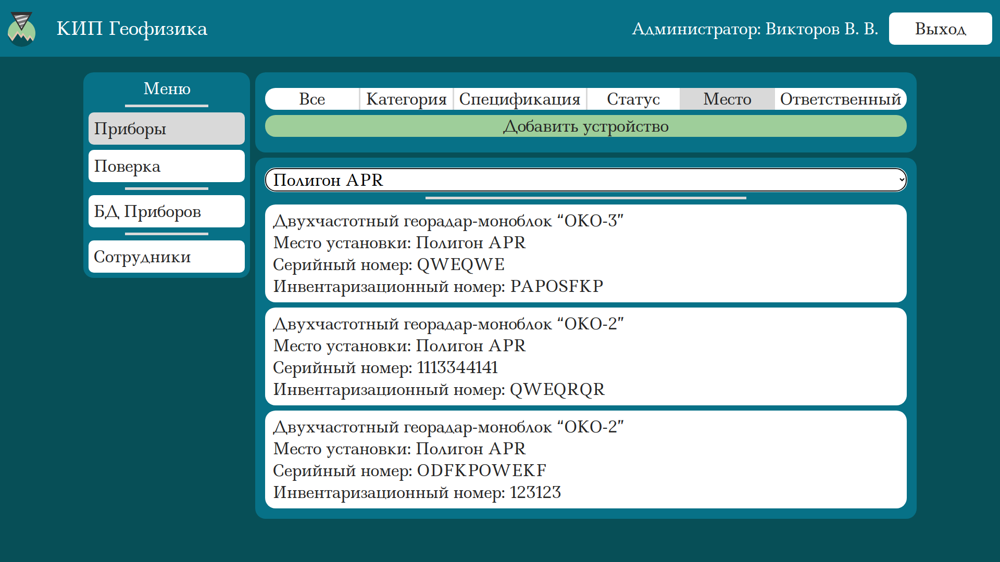 КИП Геофизика
Администратор: Викторов В. В.
Выход
Меню
Приборы
Поверка
БД Приборов
Сотрудники
Все
Категория
Спецификация
Статус
Место
Ответственный
Добавить устройство
Полигон APR
Двухчастотный георадар-моноблок “ОКО-3”
Место установки: Полигон APR
Серийный номер: QWEQWE
Инвентаризационный номер: PAPOSFKP
Двухчастотный георадар-моноблок “ОКО-2”
Место установки: Полигон APR
Серийный номер: 1113344141
Инвентаризационный номер: QWEQRQR
Двухчастотный георадар-моноблок “ОКО-2”
Место установки: Полигон APR
Серийный номер: ODFKPOWEKF
Инвентаризационный номер: 123123